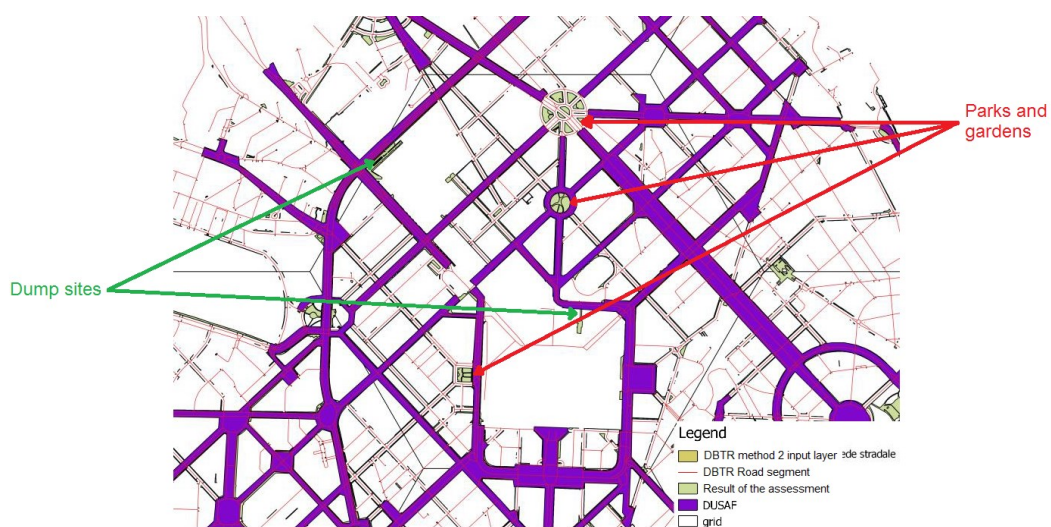 Parks and
gardens
Dump sites
Legend
DBTR method 2 input layer ede stradale
DBTR Road segment
Result of the assessment
DUSAF
grid